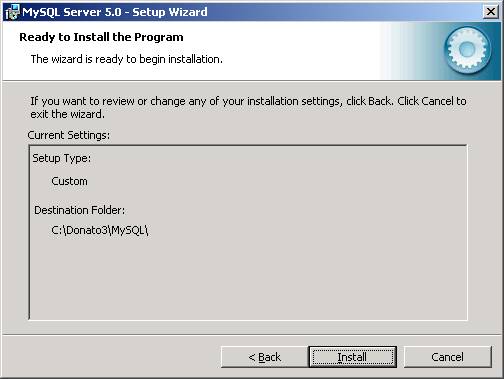 MySQL Server 5.0 - Setup Wizard
Ready to Install the Program
The wizard is ready to begin installation.
If you want to review or change any of your installation settings, click Back. Click Cancel to
exit the wizard.
Current Settings:
Setup Type:
Custom
Destination Folder:
C:\Donato3\MySQL\
< Back
Install
Cancel